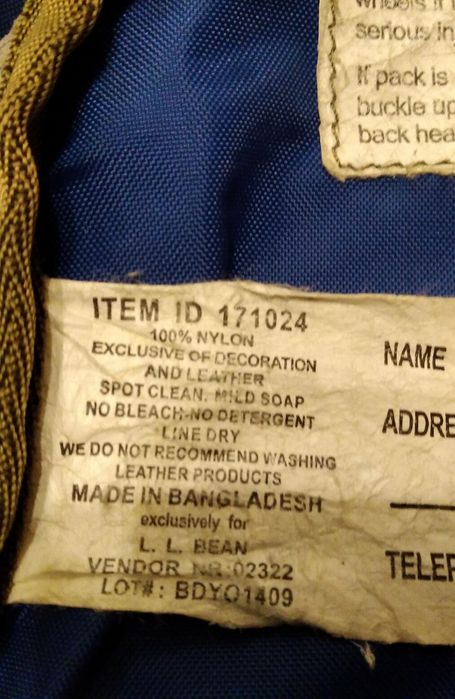 serious in
If pack is
buckle up
back hea
ITEM ID 171024
100% NYLON
EXCLUSIVE OF DECORATION
AND LEATHER
SPOT CLEAN. MILD SOAP
NO BLEACH-NO DETERGENT
LINE DRY
WE DO NOT RECOMMEND WASHING
LEATHER PRODUCTS
MADE IN BANGLADESH
exclusively for
L. L. BEAN
VENDOR NR 02322
LOT#: BDYO1409
NAME
ADDRE
TELEP